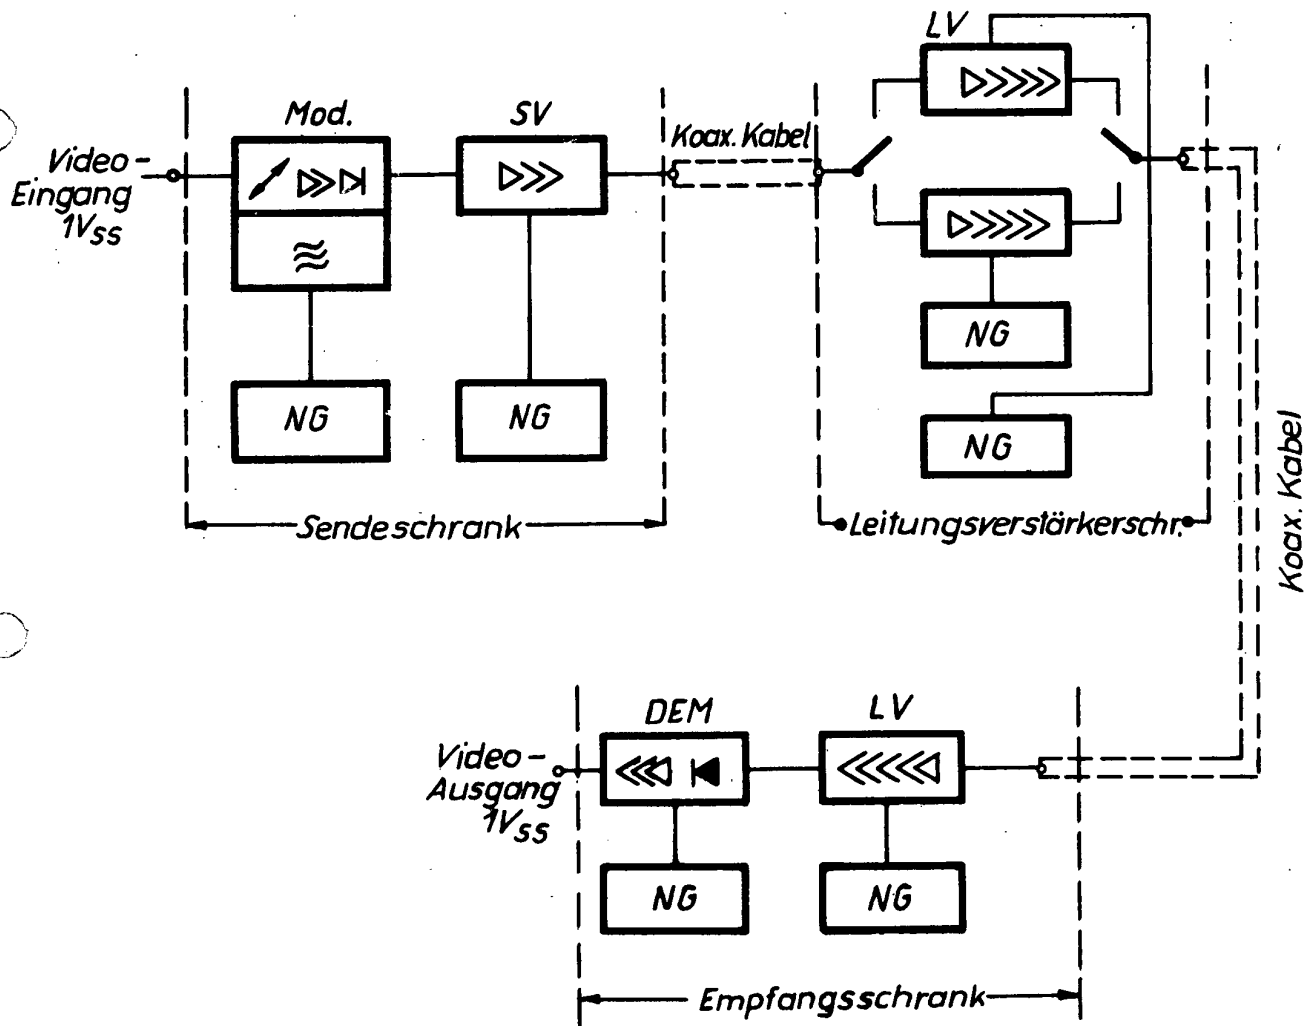 LV
Mod.
SV
Koax. Kabel
Video-
Eingang
1Vss
NG
NG
NG
NG
Sendeschrank
Leitungsverstärkerschr.
Koax. Kabel
DEM
LV
Video-
Ausgang
1Vss
NG
NG
Empfangsschrank